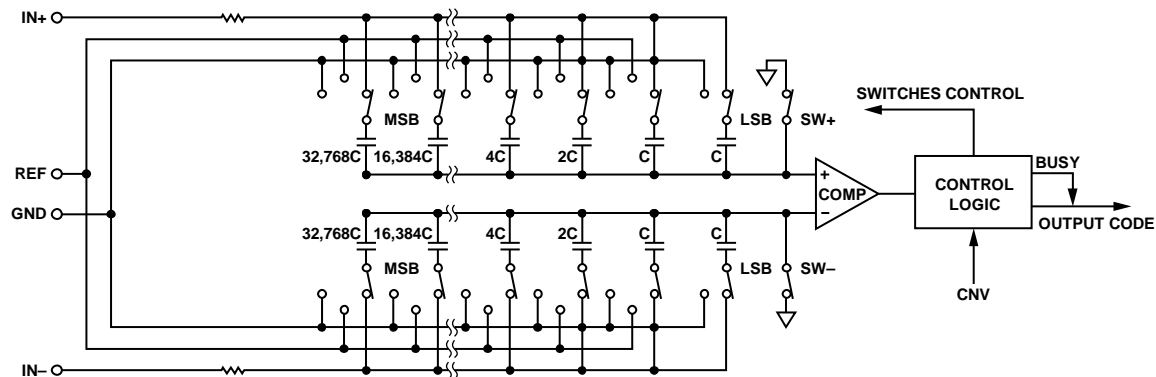 IN+
SWITCHES CONTROL
MSB
LSB
SW+
32,768C
16,384C
4C
2C
C
C
REF
+
COMP
−
CONTROL
LOGIC
BUSY
GND
OUTPUT CODE
32,768C
16,384C
4C
2C
C
C
MSB
LSB
SW−
CNV
IN−